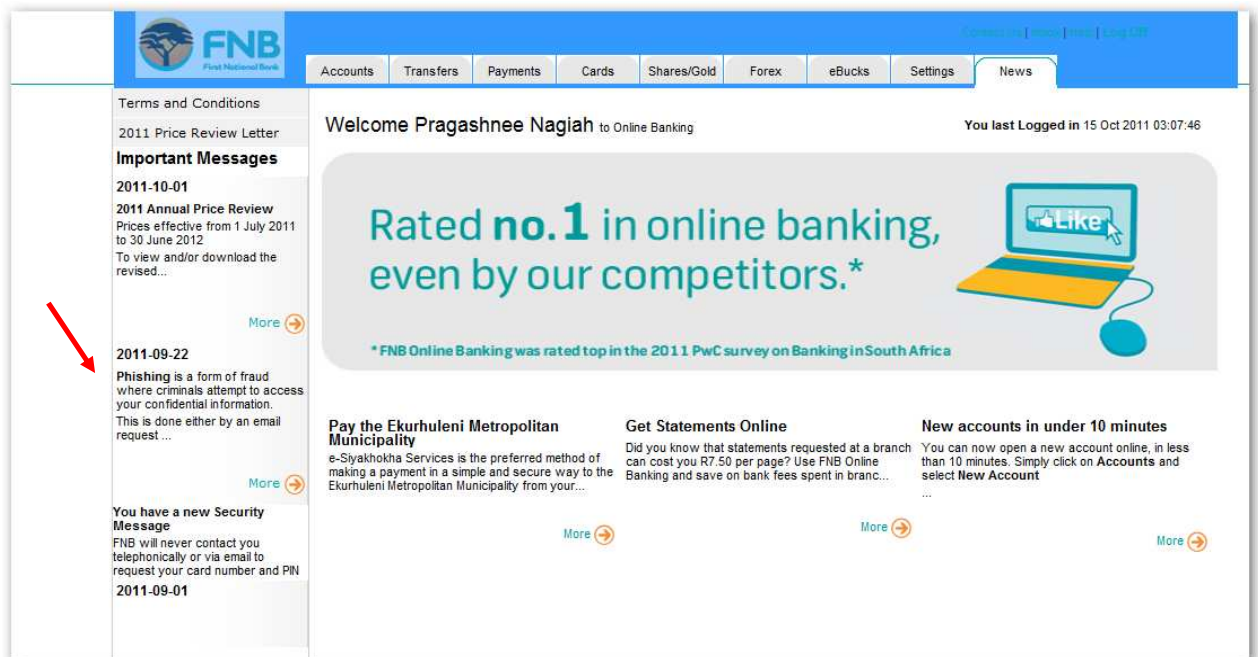 FNB
First National Bank
Contact Us | | | Log Off
Accounts Transfers Payments Cards Shares/Gold Forex eBucks Settings News
Terms and Conditions
2011 Price Review Letter
Important Messages
2011-10-01
2011 Annual Price Review
Prices effective from 1 July 2011
to 30 June 2012
To view and/or download the
revised...
More
2011-09-22
Phishing is a form of fraud
where criminals attempt to access
your confidential information.
This is done either by an email
request ...
More
You have a new Security
Message
FNB will never contact you
telephonically or via email to
request your card number and PIN
2011-09-01
Welcome Pragashnee Nagiah to Online Banking
You last Logged in 15 Oct 2011 03:07:46
Rated no.1 in online banking,
even by our competitors.*
Like
*FNB Online Banking was rated top in the 2011 PwC survey on Banking in South Africa
Pay the Ekurhuleni Metropolitan
Municipality
e-Siyakhokha Services is the preferred method of
making a payment in a simple and secure way to the
Ekurhuleni Metropolitan Municipality from your...
More
Get Statements Online
Did you know that statements requested at a branch
can cost you R7.50 per page? Use FNB Online
Banking and save on bank fees spent in branc...
More
New accounts in under 10 minutes
You can now open a new account online, in less
than 10 minutes. Simply click on Accounts and
select New Account
...
More